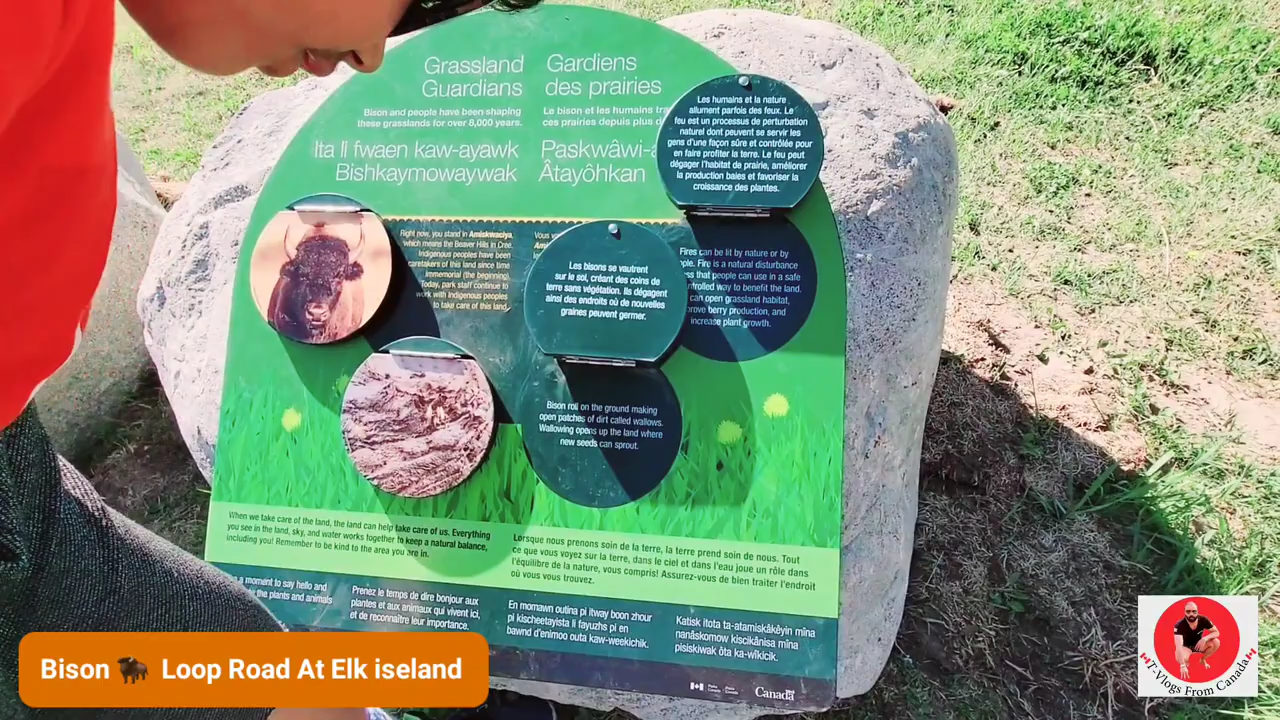 Grassland
Guardians
Bison and people have been shaping
these grasslands for over 8,000 years.
Gardiens
des prairies
Le bison et les humains
ces prairies depuis plus
Ita li fwaen kaw-ayawk
Bishkaymowaywak
Paskwâwi-
Âtayôhkan
Les humains et la nature
allument parfois des feux. Le
feu est un processus de perturbation
naturel dont peuvent se servir les
gens d'une façon sûre et contrôlée pour
en faire profiter la terre. Le feu peut
dégager l'habitat de prairie, améliorer
la production baies et favoriser la
croissance des plantes.
Fires can be lit by nature or by
Fire is a natural disturbance
that people can use in a safe
way to benefit the land.
can open grassland habitat,
berry production, and
increase plant growth.
Right now, you stand in Amiskwaciya,
which means the Beaver Hills in Cree.
Indigenous peoples have been
caretakers of this land since time
immemorial (the beginning).
Today, park staff continue to
work with Indigenous peoples
to take care of this land.
Vous
Les bisons se vautrent
sur le sol, créant des coins de
terre sans végétation. Ils dégagent
ainsi des endroits où de nouvelles
graines peuvent germer.
Bison roll on the ground making
open patches of dirt called wallows.
Wallowing opens up the land where
new seeds can sprout.
When we take care of the land, the land can help take care of us. Everything
you see in the land, sky, and water works together to keep a natural balance,
including you! Remember to be kind to the area you are in.
Lorsque nous prenons soin de la terre, la terre prend soin de nous. Tout
ce que vous voyez sur la terre, dans le ciel et dans l'eau joue un rôle dans
l'équilibre de la nature, vous compris! Assurez-vous de bien traiter l'endroit
où vous vous trouvez.
a moment to say hello and
the plants and animals
Prenez le temps de dire bonjour aux
plantes et aux animaux qui vivent ici,
et de reconnaître leur importance.
En momawn outina pi itway boon zhour
pi kischeetayista li fayuzhs pi en
bawnd d'enimoo outa kaw-weekichik.
Katisk itota ta-atamiskâkêyin mîna
nanâskomow kiscikânisa mîna
pisiskiwak ôta ka-wîkicik.
Parks Canada
Parcs Canada
Canada
Bison 🦬 Loop Road At Elk iseland
T-Vlogs From Canada